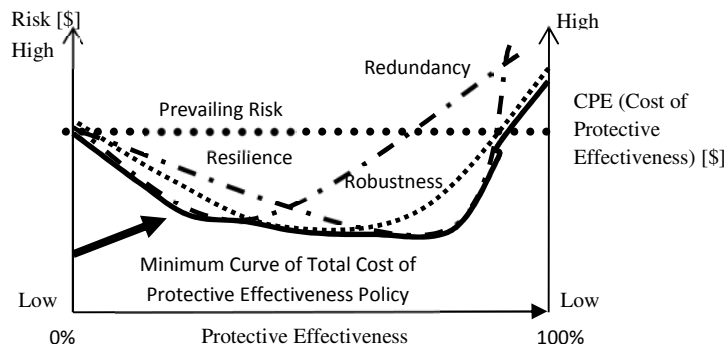 Risk [$]
High
High
Redundancy
Prevailing Risk
CPE (Cost of
Protective
Effectiveness) [$]
Resilience
Robustness
Minimum Curve of Total Cost of
Protective Effectiveness Policy
Low
Low
0%
Protective Effectiveness
100%